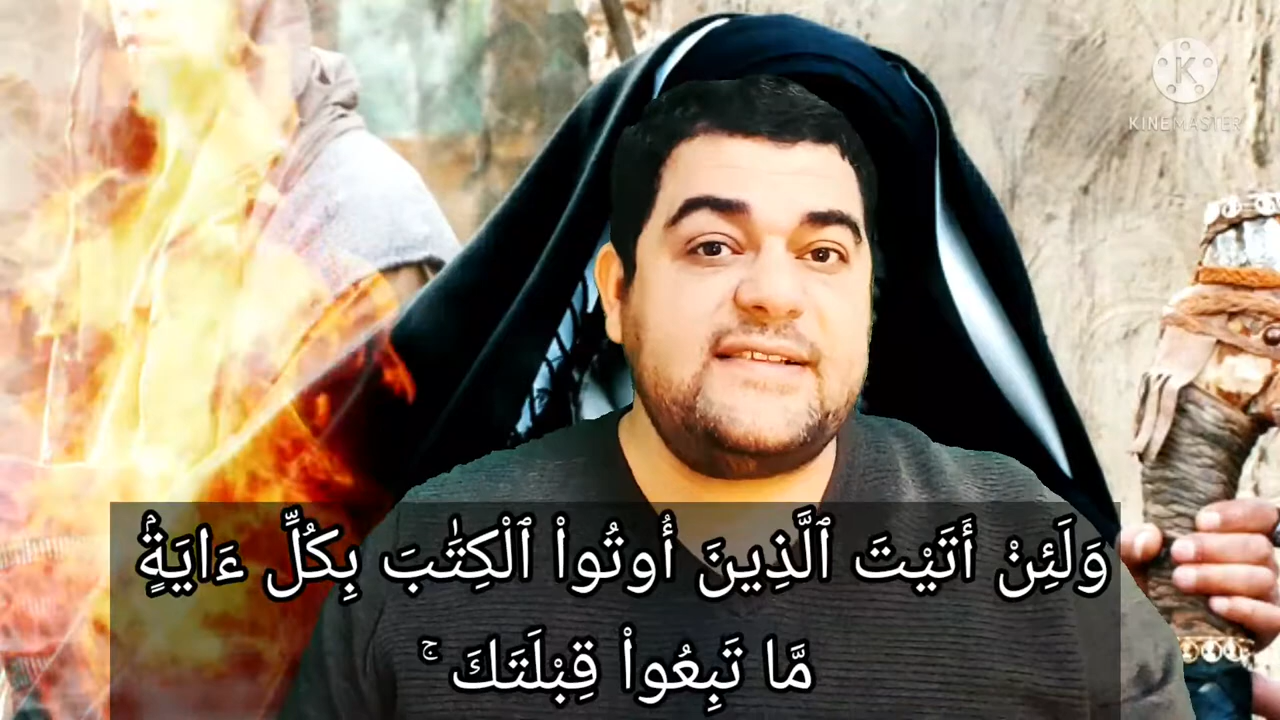 KINEMASTER
وَلَئِنْ أَتَيْتَ ٱلَّذِينَ أُوتُوا۟ ٱلْكِتَٰبَ بِكُلِّ ءَايَةٍۢ
مَّا تَبِعُوا۟ قِبْلَتَكَ ۚ